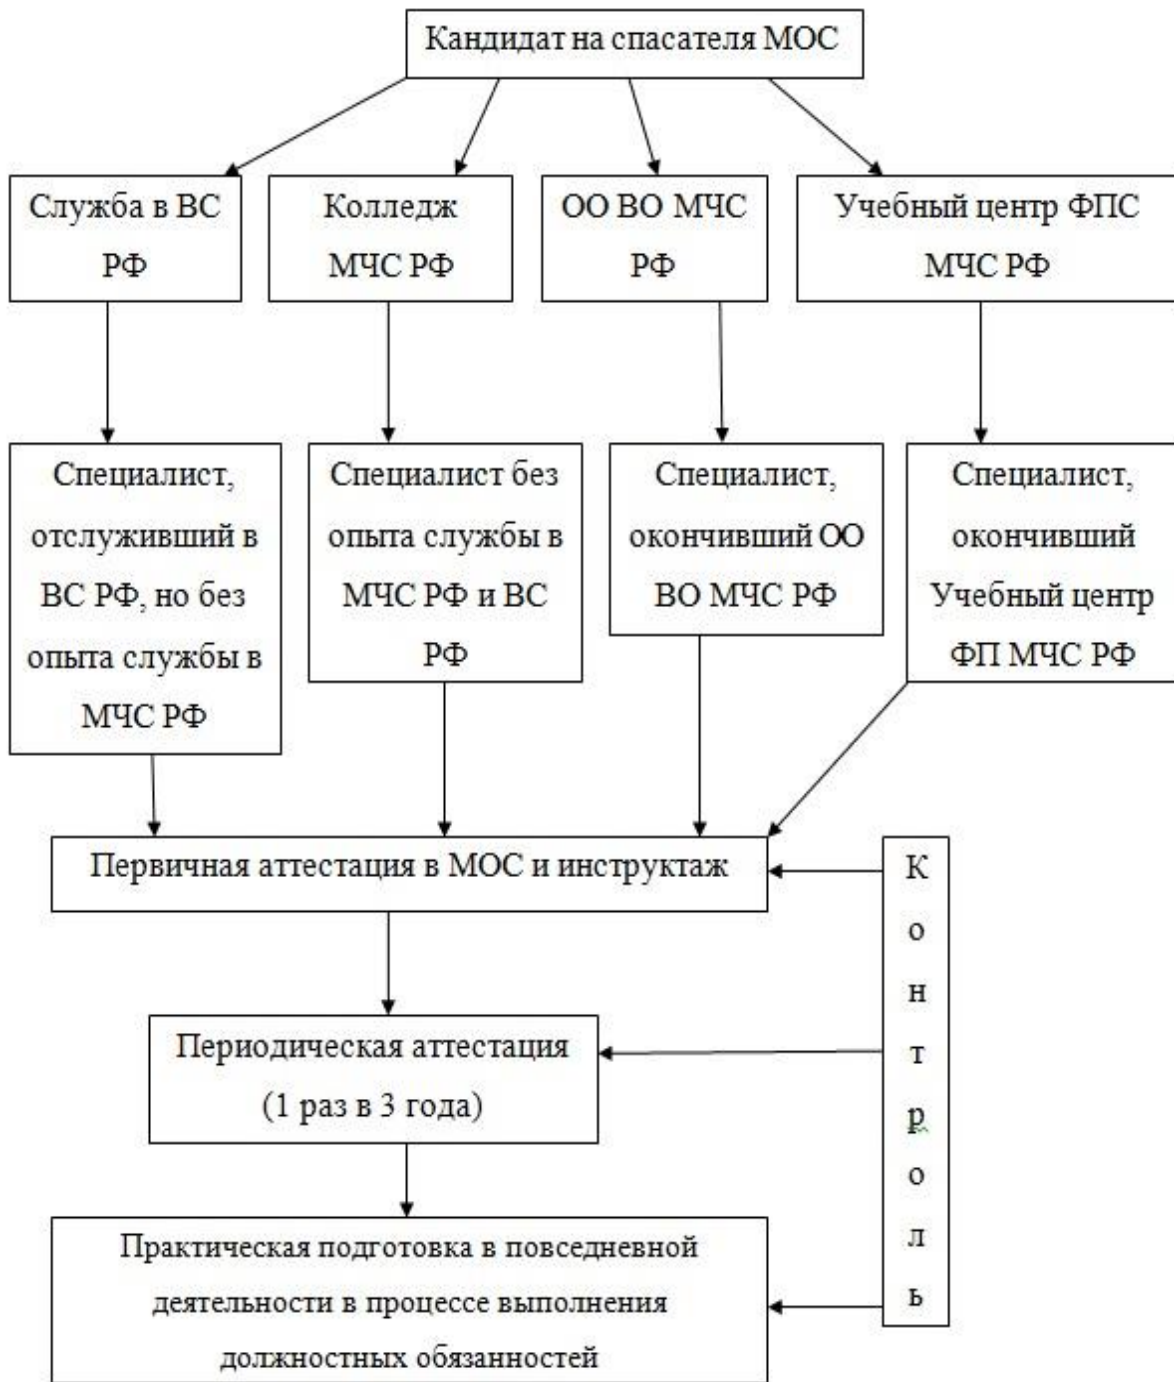 Кандидат на спасателя МОС
Служба в ВС
РФ
Колледж
МЧС РФ
ОО ВО МЧС
РФ
Учебный центр ФПС
МЧС РФ
Специалист,
отслуживший в
ВС РФ, но без
опыта службы в
МЧС РФ
Специалист без
опыта службы в
МЧС РФ и ВС
РФ
Специалист,
окончивший ОО
ВО МЧС РФ
Специалист,
окончивший
Учебный центр
ФП МЧС РФ
Первичная аттестация в МОС и инструктаж
Периодическая аттестация
(1 раз в 3 года)
Практическая подготовка в повседневной
деятельности в процессе выполнения
должностных обязанностей
К
о
н
т
р
о
л
ь